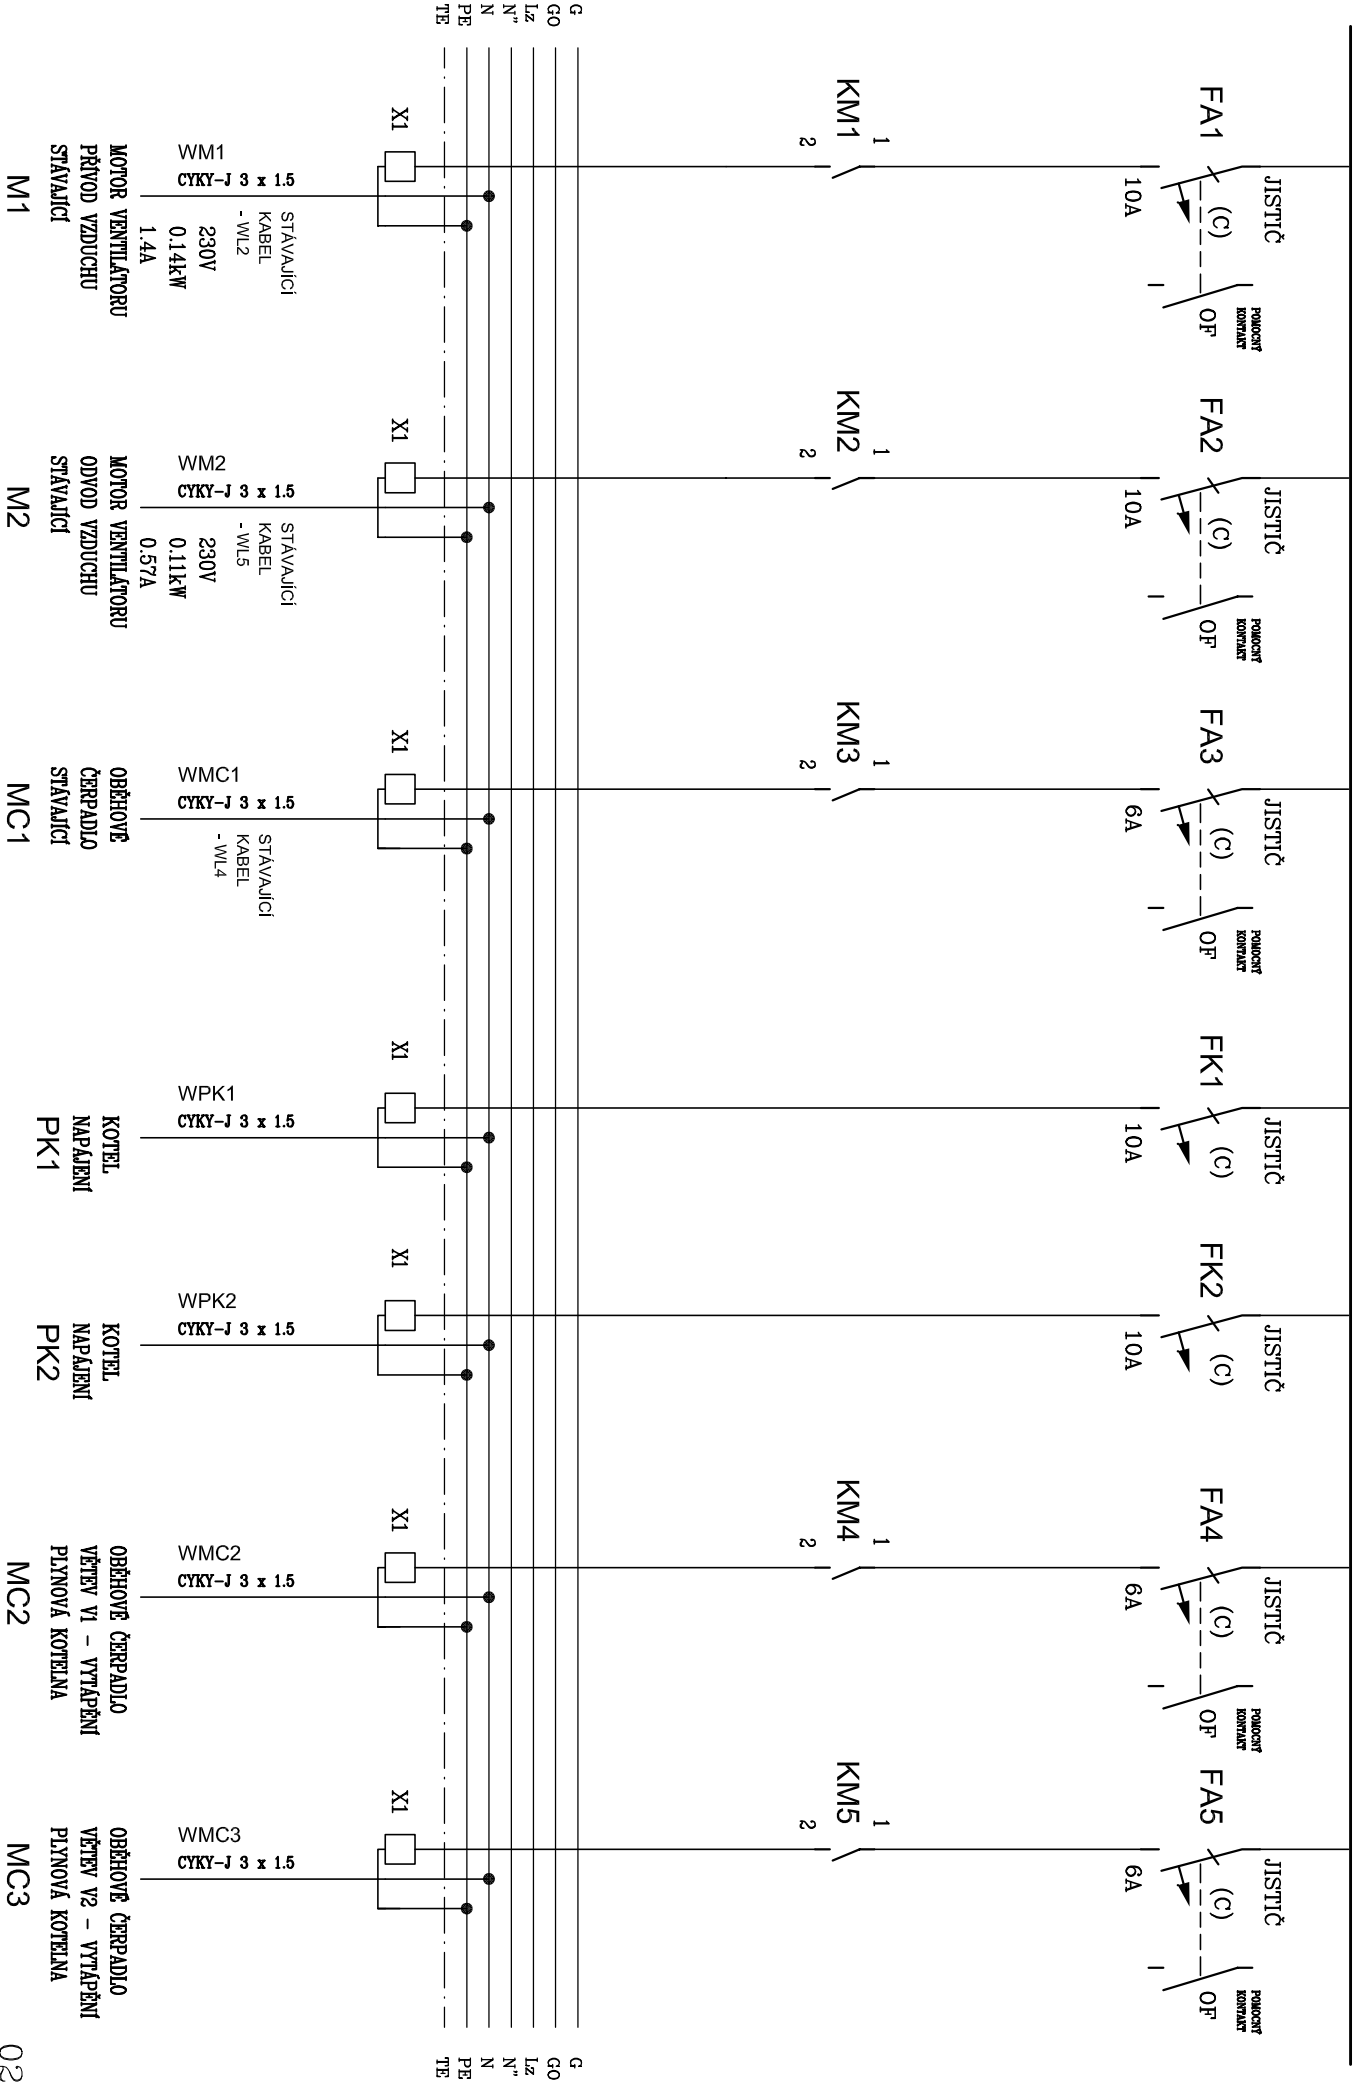 FA1
JISTIČ
(C)
10A
OF
POMOCNÝ
KONTAKT
FA2
JISTIČ
(C)
10A
OF
POMOCNÝ
KONTAKT
FA3
JISTIČ
(C)
6A
OF
POMOCNÝ
KONTAKT
FK1
JISTIČ
(C)
10A
FK2
JISTIČ
(C)
10A
FA4
JISTIČ
(C)
6A
OF
POMOCNÝ
KONTAKT
FA5
JISTIČ
(C)
6A
OF
POMOCNÝ
KONTAKT
KM1
1
2
KM2
1
2
KM3
1
2
KM4
1
2
KM5
1
2
G
GO
Lz
N"
N
PE
TE
G
GO
Lz
N"
N
PE
TE
X1
X1
X1
X1
X1
X1
X1
WM1
CYKY-J 3 x 1.5
STÁVAJÍCÍ
KABEL
- WL2
230V
0.14kW
1.4A
MOTOR VENTILÁTORU
PŘÍVOD VZDUCHU
STÁVAJÍCÍ
M1
WM2
CYKY-J 3 x 1.5
STÁVAJÍCÍ
KABEL
- WL5
230V
0.11kW
0.57A
MOTOR VENTILÁTORU
ODVOD VZDUCHU
STÁVAJÍCÍ
M2
WMC1
CYKY-J 3 x 1.5
STÁVAJÍCÍ
KABEL
- WL4
OBĚHOVÉ
ČERPADLO
STÁVAJÍCÍ
MC1
WPK1
CYKY-J 3 x 1.5
KOTEL
NAPÁJENÍ
PK1
WPK2
CYKY-J 3 x 1.5
KOTEL
NAPÁJENÍ
PK2
WMC2
CYKY-J 3 x 1.5
OBĚHOVÉ ČERPADLO
VĚTEV V1 - VYTÁPĚNÍ
PLYNOVÁ KOTELNA
MC2
WMC3
CYKY-J 3 x 1.5
OBĚHOVÉ ČERPADLO
VĚTEV V2 - VYTÁPĚNÍ
PLYNOVÁ KOTELNA
MC3
02